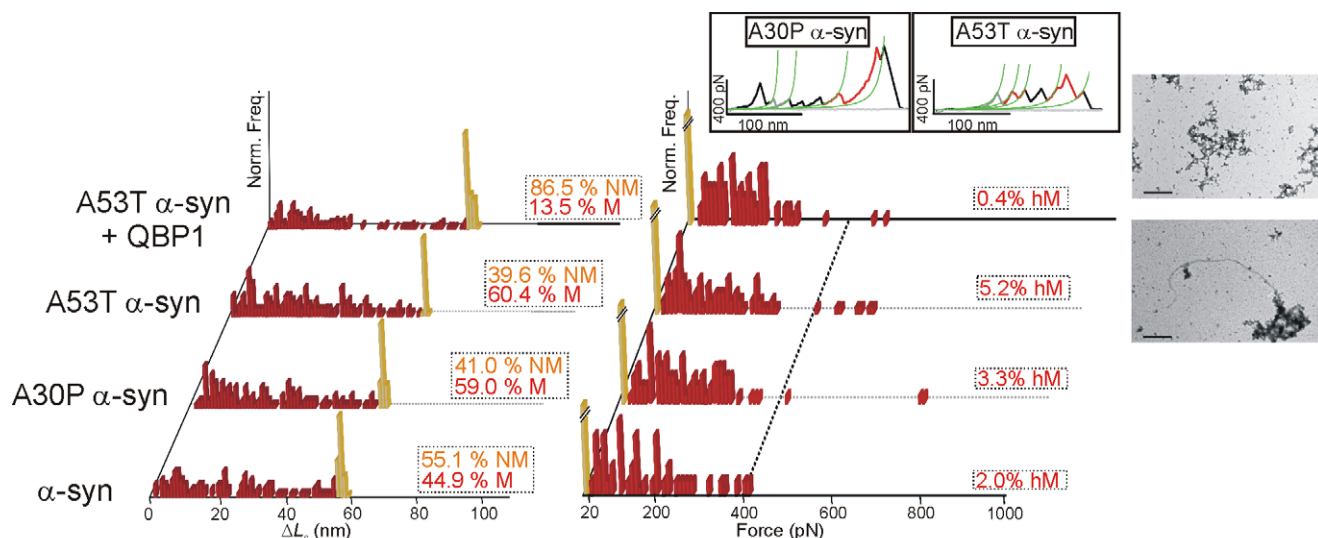 A30P α-syn
A53T α-syn
400 pN
100 nm
400 pN
100 nm
Norm. Freq.
Norm. Freq.
A53T α-syn
+ QBP1
86.5 % NM
13.5 % M
0.4% hM
A53T α-syn
39.6 % NM
60.4 % M
5.2% hM
A30P α-syn
41.0 % NM
59.0 % M
3.3% hM
α-syn
55.1 % NM
44.9 % M
2.0% hM
0 20 40 60 80 100
ΔLc (nm)
20 200 400 600 800 1000
Force (pN)